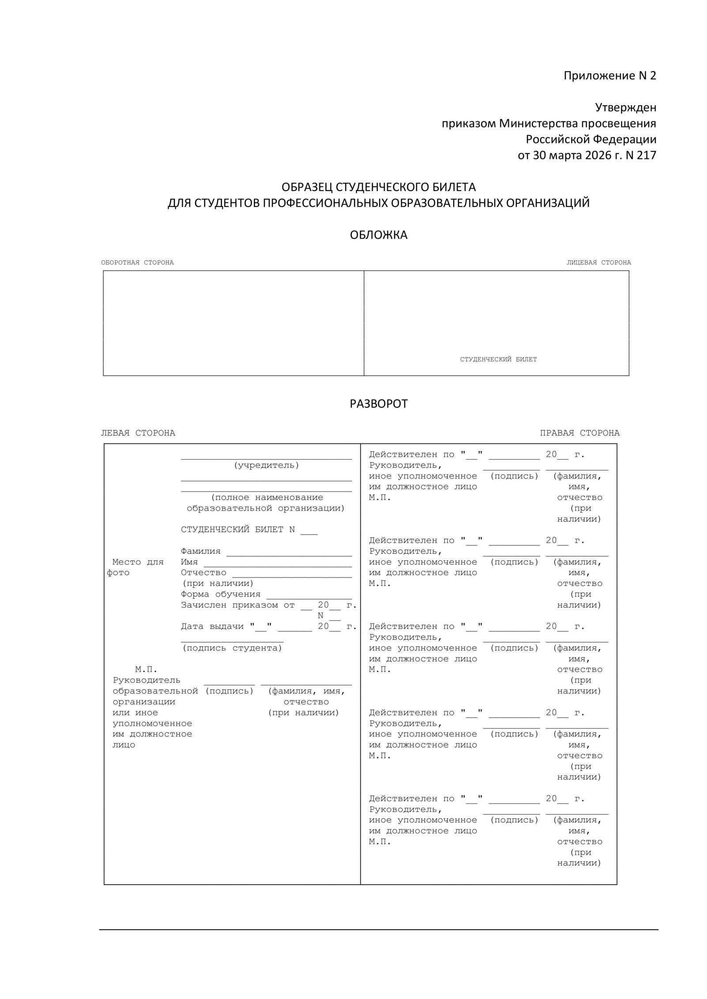 Приложение N 2
Утвержден
приказом Министерства просвещения
Российской Федерации
от 30 марта 2026 г. N 217
ОБРАЗЕЦ СТУДЕНЧЕСКОГО БИЛЕТА
ДЛЯ СТУДЕНТОВ ПРОФЕССИОНАЛЬНЫХ ОБРАЗОВАТЕЛЬНЫХ ОРГАНИЗАЦИЙ
ОБЛОЖКА
ОБОРОТНАЯ СТОРОНА
ЛИЦЕВАЯ СТОРОНА
СТУДЕНЧЕСКИЙ БИЛЕТ
РАЗВОРОТ
ЛЕВАЯ СТОРОНА
ПРАВАЯ СТОРОНА
______________________________
(учредитель)
______________________________
______________________________
(полное наименование
образовательной организации)
СТУДЕНЧЕСКИЙ БИЛЕТ N ___
Фамилия ______________________
Место для Имя __________________________
фото Отчество _____________________
(при наличии)
Форма обучения _______________
Зачислен приказом от __ 20__ г.
N __
Дата выдачи "__" ______ 20__ г.
__________________
(подпись студента)
М.П.
Руководитель _________ ________________
образовательной (подпись) (фамилия, имя,
организации отчество
или иное (при наличии)
уполномоченное
им должностное
лицо
Действителен по "__" _________ 20__ г.
Руководитель, __________ ___________
иное уполномоченное (подпись) (фамилия,
им должностное лицо имя,
М.П. отчество
(при
наличии)
Действителен по "__" _________ 20__ г.
Руководитель, __________ ___________
иное уполномоченное (подпись) (фамилия,
им должностное лицо имя,
М.П. отчество
(при
наличии)
Действителен по "__" _________ 20__ г.
Руководитель, __________ ___________
иное уполномоченное (подпись) (фамилия,
им должностное лицо имя,
М.П. отчество
(при
наличии)
Действителен по "__" _________ 20__ г.
Руководитель, __________ ___________
иное уполномоченное (подпись) (фамилия,
им должностное лицо имя,
М.П. отчество
(при
наличии)
Действителен по "__" _________ 20__ г.
Руководитель, __________ ___________
иное уполномоченное (подпись) (фамилия,
им должностное лицо имя,
М.П. отчество
(при
наличии)